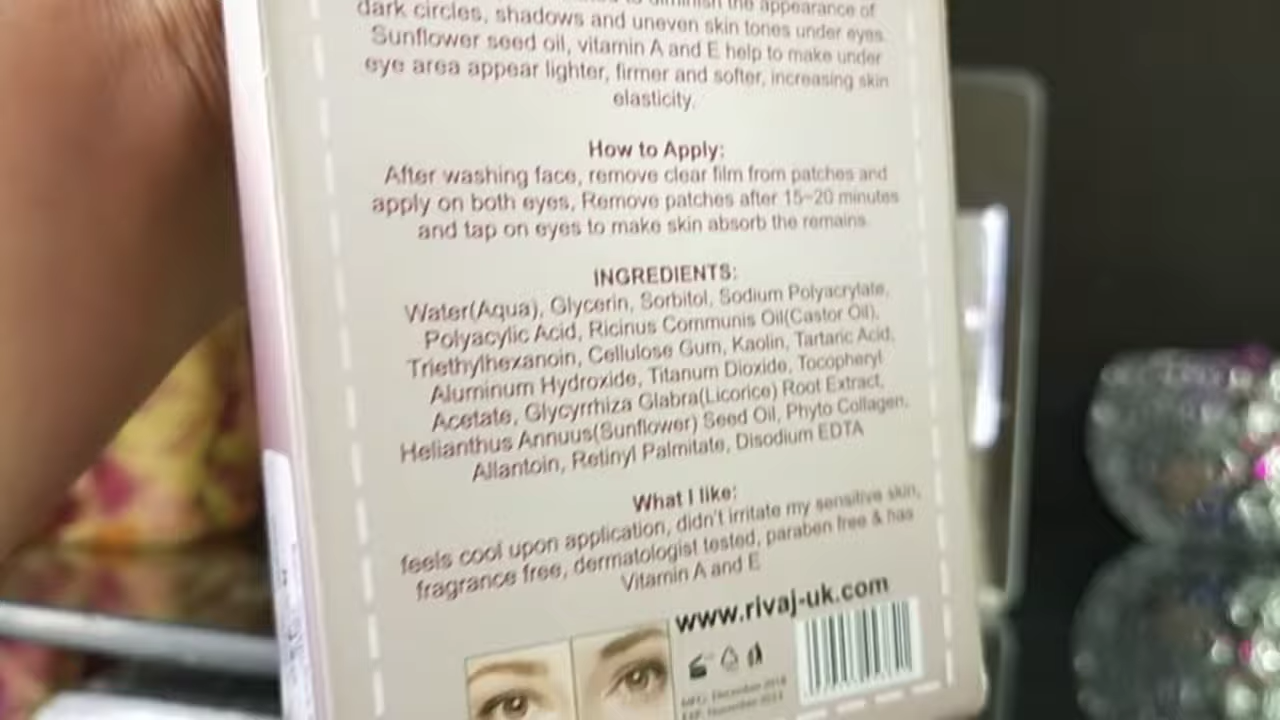 diminish the appearance of
dark circles, shadows and uneven skin tones under eyes.
Sunflower seed oil, vitamin A and E help to make under
eye area appear lighter, firmer and softer, increasing skin
elasticity.
How to Apply:
After washing face, remove clear film from patches and
apply on both eyes, Remove patches after 15-20 minutes
and tap on eyes to make skin absorb the remains.
INGREDIENTS:
Water(Aqua), Glycerin, Sorbitol, Sodium Polyacrylate,
Polyacylic Acid, Ricinus Communis Oil(Castor Oil),
Triethylhexanoin, Cellulose Gum, Kaolin, Tartaric Acid,
Aluminum Hydroxide, Titanum Dioxide, Tocopheryl
Acetate, Glycyrrhiza Glabra(Licorice) Root Extract,
Helianthus Annuus(Sunflower) Seed Oil, Phyto Collagen,
Allantoin, Retinyl Palmitate, Disodium EDTA
What I like:
feels cool upon application, didn't irritate my sensitive skin,
fragrance free, dermatologist tested, paraben free & has
Vitamin A and E
www.rivaj-uk.com